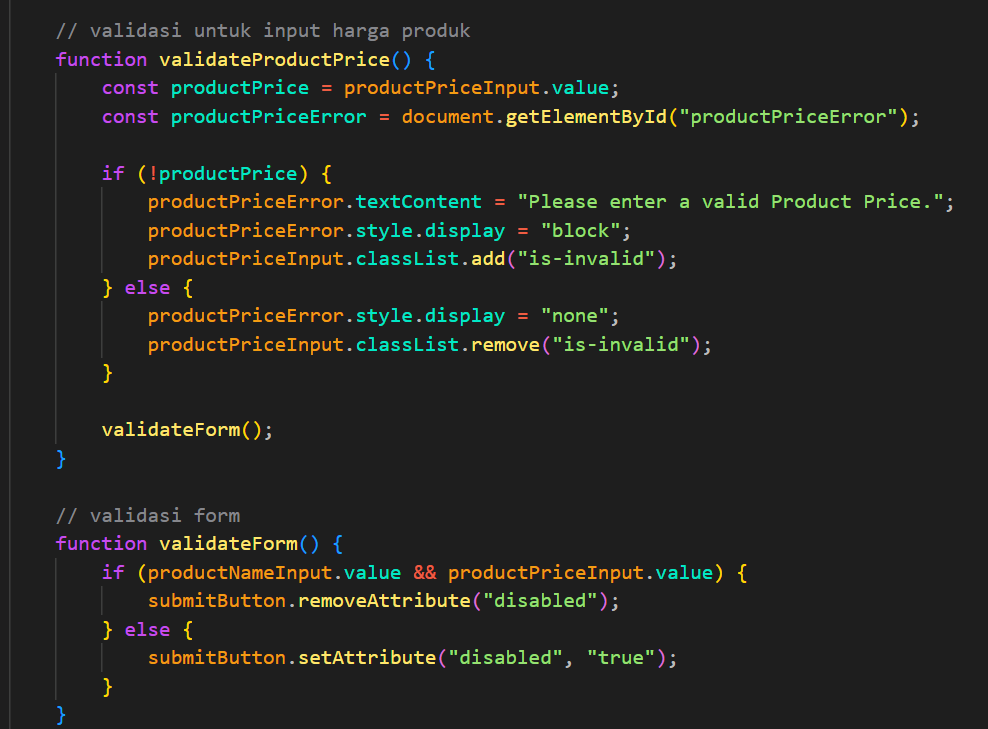 // validasi untuk input harga produk
function validateProductPrice() {
    const productPrice = productPriceInput.value;
    const productPriceError = document.getElementById("productPriceError");

    if (!productPrice) {
        productPriceError.textContent = "Please enter a valid Product Price.";
        productPriceError.style.display = "block";
        productPriceInput.classList.add("is-invalid");
    } else {
        productPriceError.style.display = "none";
        productPriceInput.classList.remove("is-invalid");
    }

    validateForm();
}

// validasi form
function validateForm() {
    if (productNameInput.value && productPriceInput.value) {
        submitButton.removeAttribute("disabled");
    } else {
        submitButton.setAttribute("disabled", "true");
    }
}